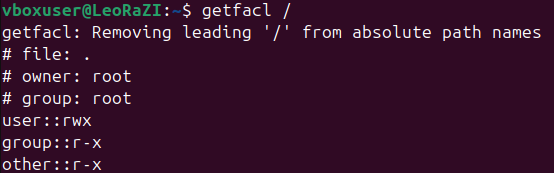 vboxuser@LeoRaZI:~$ getfacl /
getfacl: Removing leading '/' from absolute path names
# file: .
# owner: root
# group: root
user::rwx
group::r-x
other::r-x